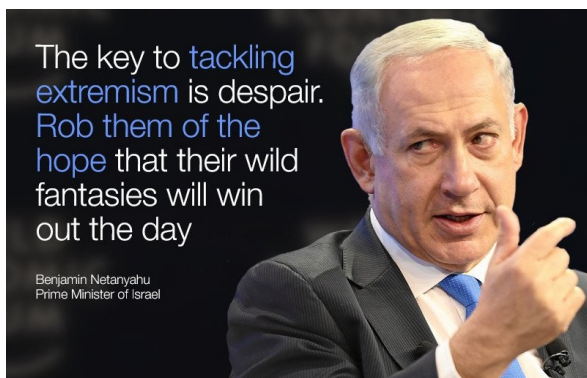 The key to tackling
extremism is despair.
Rob them of the
hope that their wild
fantasies will win
out the day
Benjamin Netanyahu
Prime Minister of Israel